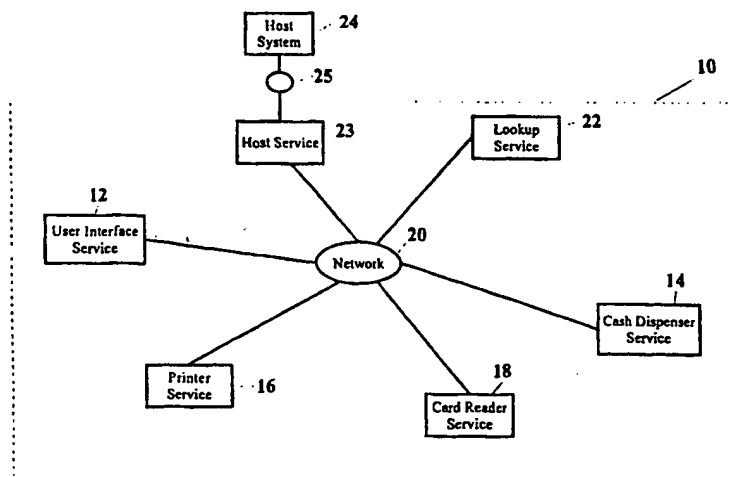 Host
System
24
25
10
Host Service
23
Lookup
Service
22
12
User Interface
Service
20
Network
14
Cash Dispenser
Service
Printer
Service
16
18
Card Reader
Service